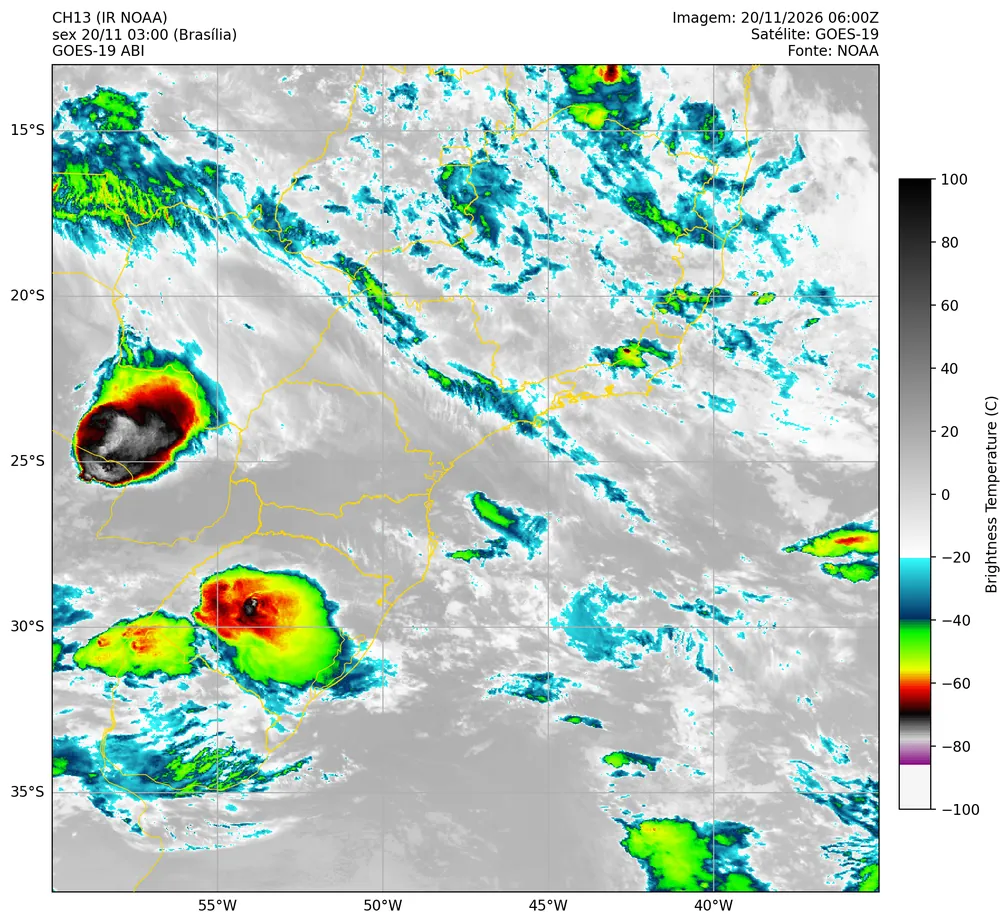 CH13 (IR NOAA)
sex 20/11 03:00 (Brasília)
GOES-19 ABI
Imagem: 20/11/2026 06:00Z
Satélite: GOES-19
Fonte: NOAA
15°S
20°S
25°S
30°S
35°S
55°W
50°W
45°W
40°W
100
80
60
40
20
0
−20
−40
−60
−80
−100
Brightness Temperature (C)